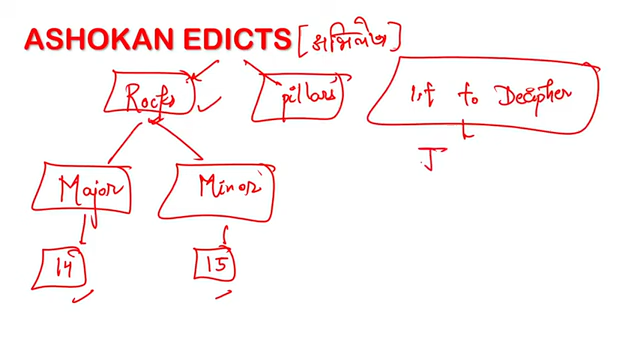 ASHOKAN EDICTS [अभिलेख]
Rocks pillars 1st to Decipher
J
Major Minor
14 15